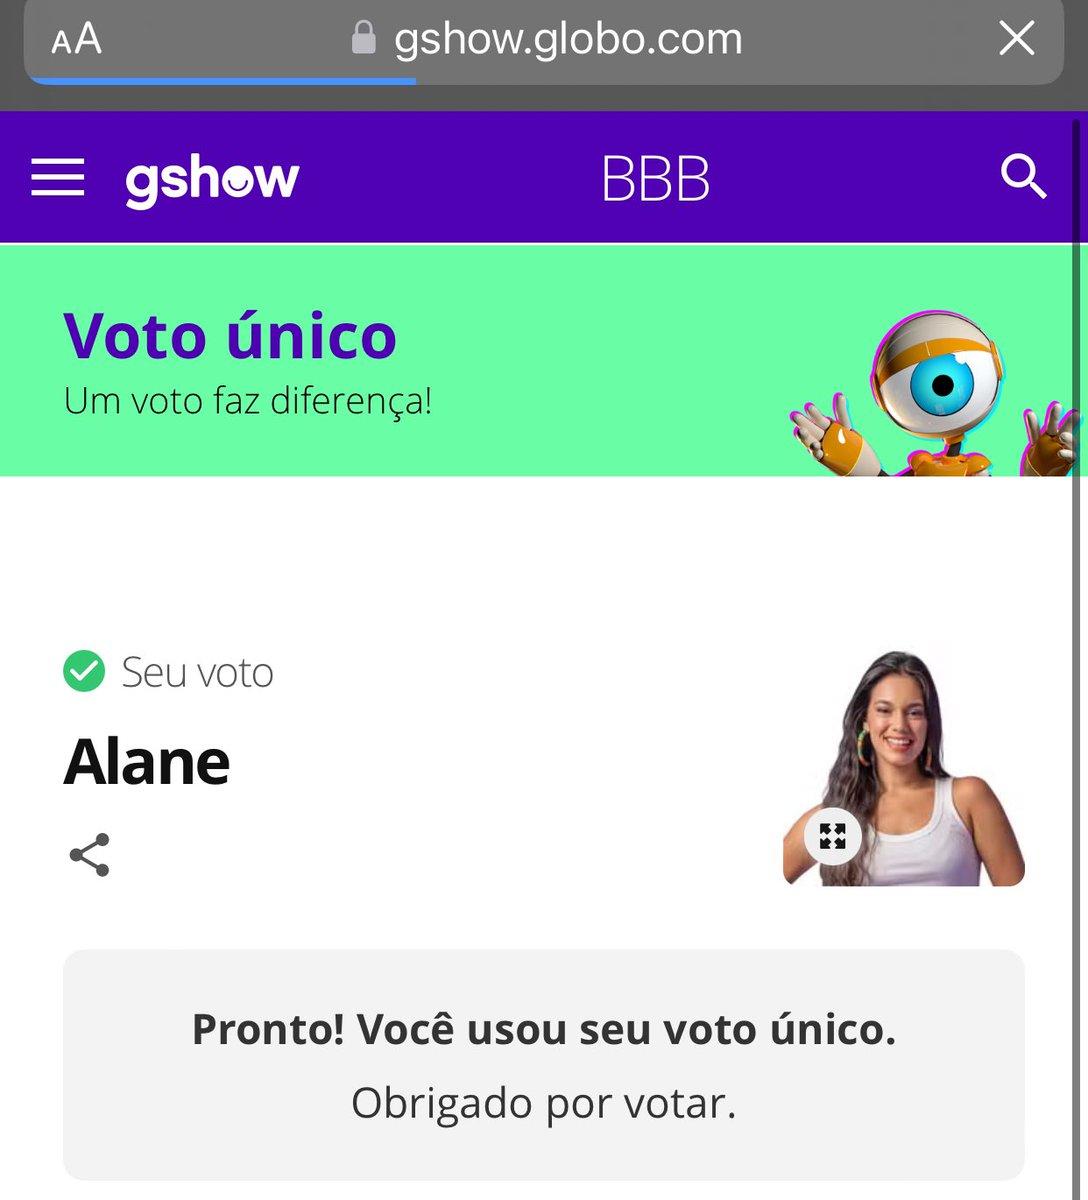 AA gshow.globo.com
gshow BBB
Voto único
Um voto faz diferença!
Seu voto
Alane
Pronto! Você usou seu voto único.
Obrigado por votar.